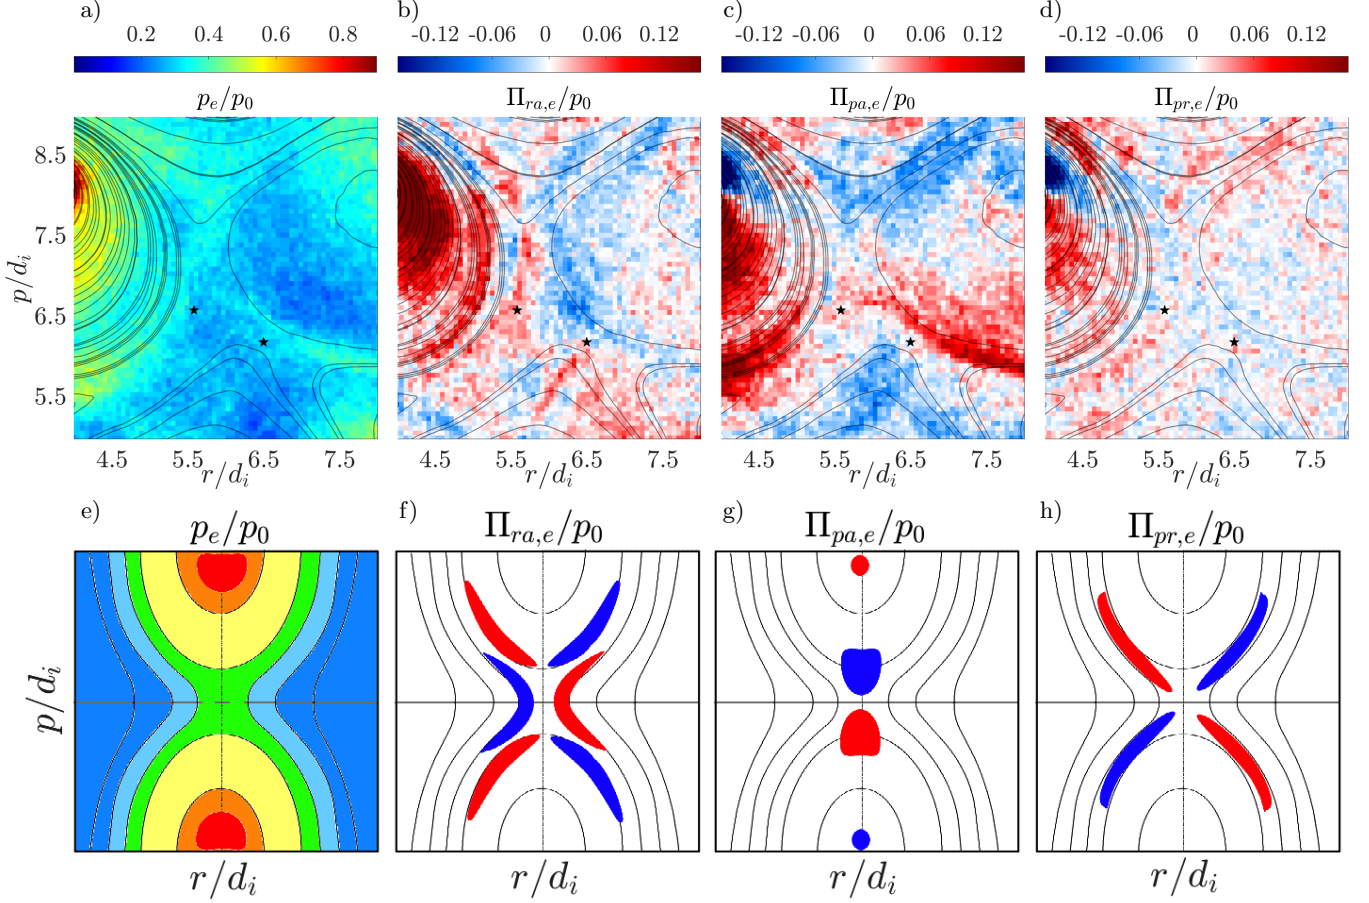 a) b) c) d)
0.2 0.4 0.6 0.8 -0.12 -0.06 0 0.06 0.12 -0.12 -0.06 0 0.06 0.12 -0.12 -0.06 0 0.06 0.12
p_e/p_0 Π_{ra,e}/p_0 Π_{pa,e}/p_0 Π_{pr,e}/p_0
8.5
7.5
p/d_i
6.5
5.5
4.5 5.5 6.5 7.5 4.5 5.5 6.5 7.5 4.5 5.5 6.5 7.5 4.5 5.5 6.5 7.5
r/d_i r/d_i r/d_i r/d_i
e) f) g) h)
p_e/p_0 Π_{ra,e}/p_0 Π_{pa,e}/p_0 Π_{pr,e}/p_0
p/d_i
r/d_i r/d_i r/d_i r/d_i